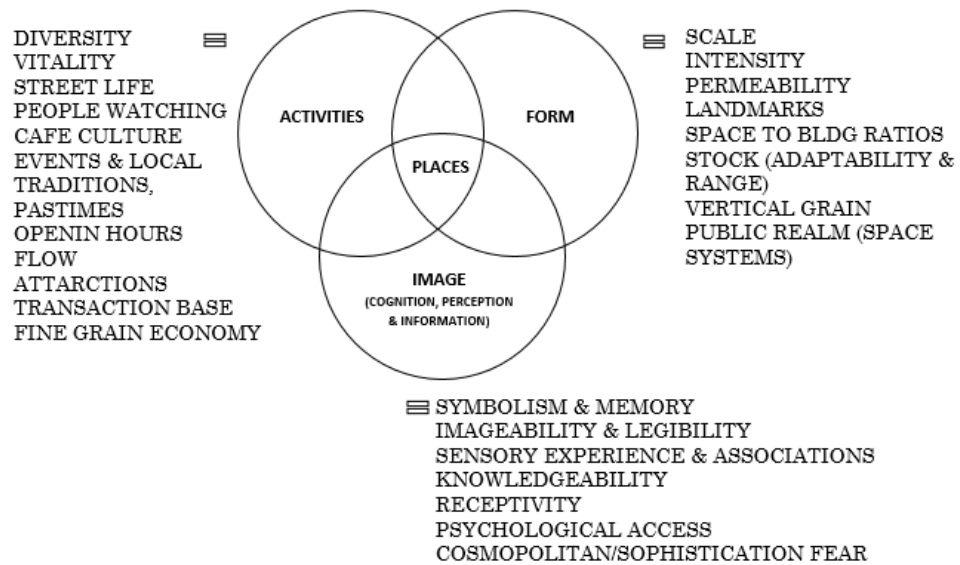 DIVERSITY
VITALITY
STREET LIFE
PEOPLE WATCHING
CAFE CULTURE
EVENTS & LOCAL
TRADITIONS,
PASTIMES
OPENIN HOURS
FLOW
ATTARCTIONS
TRANSACTION BASE
FINE GRAIN ECONOMY
ACTIVITIES
FORM
PLACES
IMAGE
(COGNITION, PERCEPTION
& INFORMATION)
SCALE
INTENSITY
PERMEABILITY
LANDMARKS
SPACE TO BLDG RATIOS
STOCK (ADAPTABILITY &
RANGE)
VERTICAL GRAIN
PUBLIC REALM (SPACE
SYSTEMS)
SYMBOLISM & MEMORY
IMAGEABILITY & LEGIBILITY
SENSORY EXPERIENCE & ASSOCIATIONS
KNOWLEDGEABILITY
RECEPTIVITY
PSYCHOLOGICAL ACCESS
COSMOPOLITAN/SOPHISTICATION FEAR